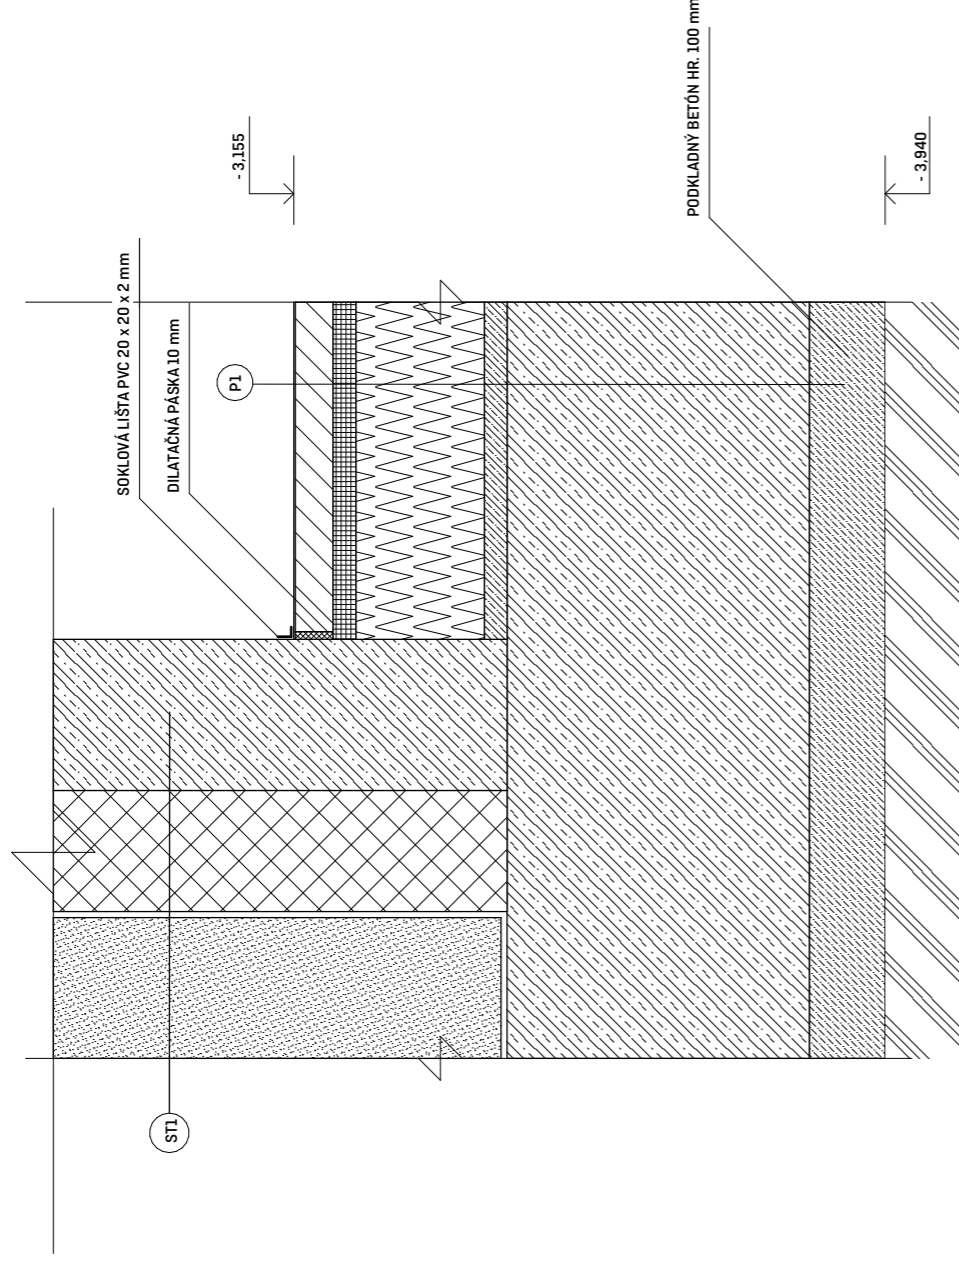 SOKLOVÁ LIŠTA PVC 20 x 20 x 2 mm
DILATAČNÁ PÁSKA 10 mm
P1
- 3,155
PODKLADNÝ BETÓN HR. 100 mm
- 3,940
ST1